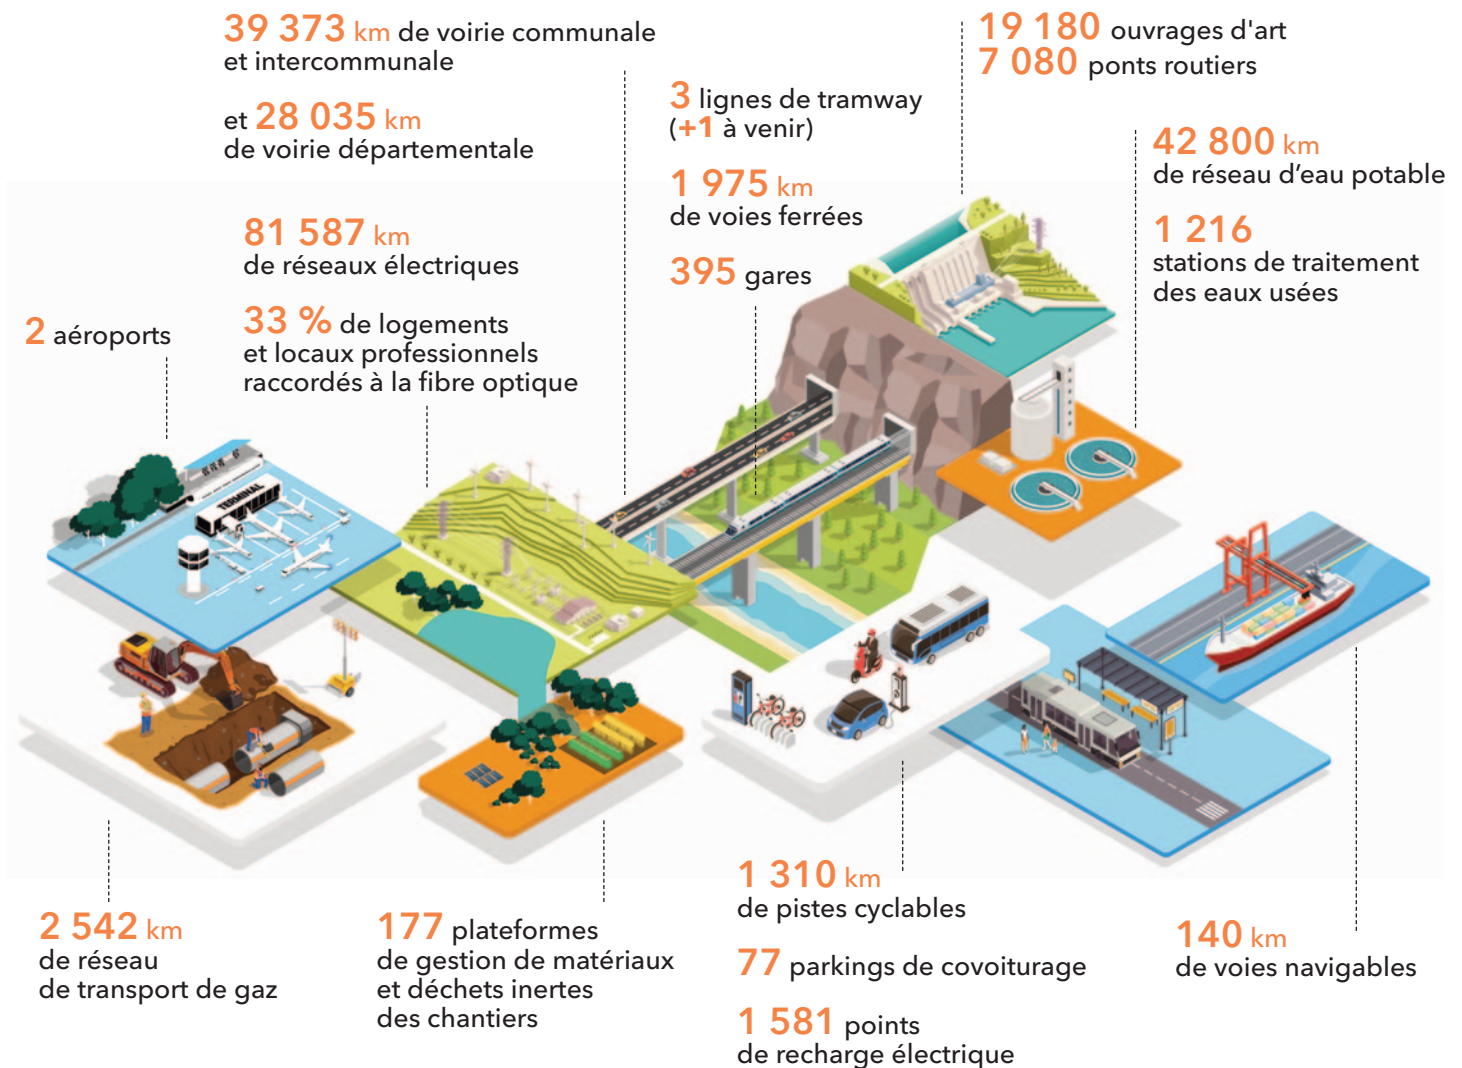 39 373 km de voirie communale
et intercommunale
et 28 035 km
de voirie départementale
81 587 km
de réseaux électriques
33 % de logements
et locaux professionnels
raccordés à la fibre optique
2 aéroports
3 lignes de tramway
(+1 à venir)
1 975 km
de voies ferrées
395 gares
19 180 ouvrages d'art
7 080 ponts routiers
42 800 km
de réseau d’eau potable
1 216
stations de traitement
des eaux usées
TERMINAL
2 542 km
de réseau
de transport de gaz
177 plateformes
de gestion de matériaux
et déchets inertes
des chantiers
1 310 km
de pistes cyclables
77 parkings de covoiturage
1 581 points
de recharge électrique
140 km
de voies navigables